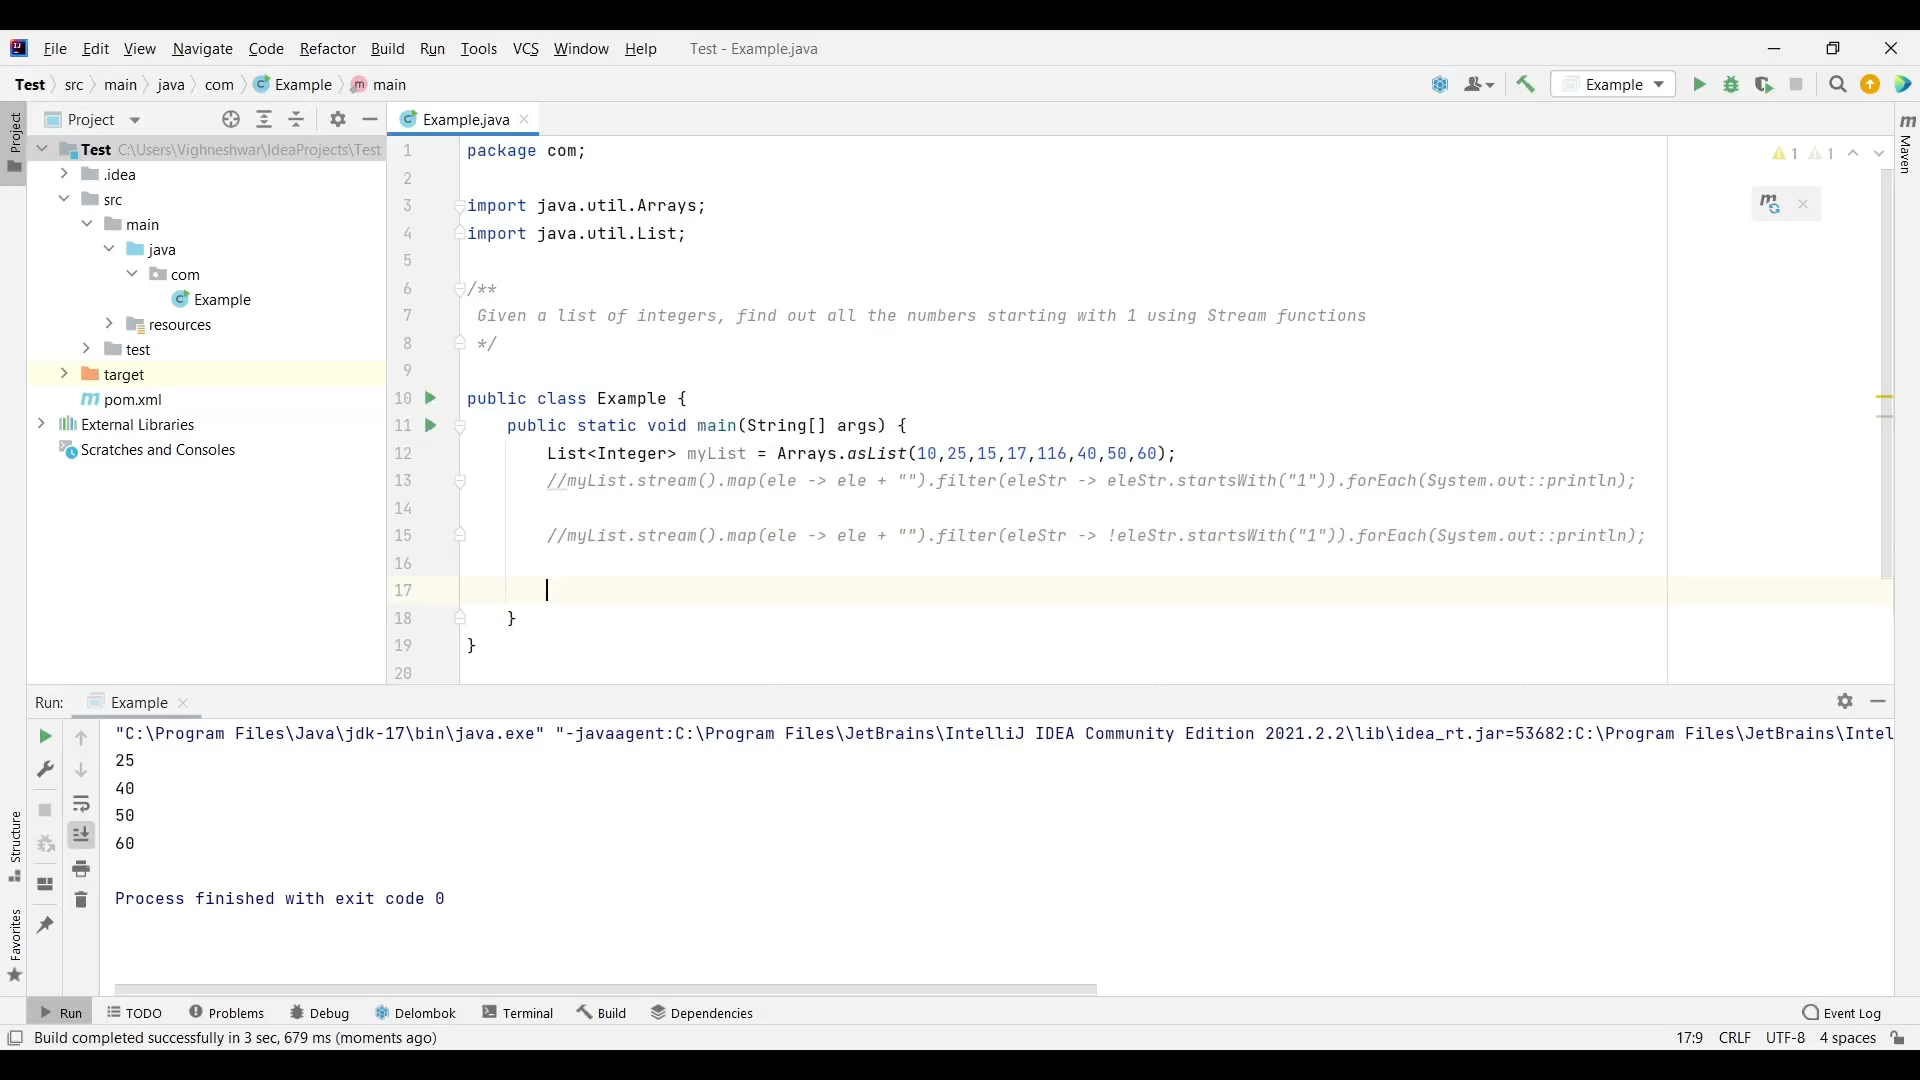 File Edit View Navigate Code Refactor Build Run Tools VCS Window Help Test - Example.java
Test src main java com Example main Example
Project Example.java
Project
Test C:\Users\Vighneshwar\IdeaProjects\Test
.idea
src
main
java
com
Example
resources
test
target
pom.xml
External Libraries
Scratches and Consoles
1 package com;
2
3 import java.util.Arrays;
4 import java.util.List;
5
6 /**
7 Given a list of integers, find out all the numbers starting with 1 using Stream functions
8 */
9
10 public class Example {
11 public static void main(String[] args) {
12 List<Integer> myList = Arrays.asList(10,25,15,17,116,40,50,60);
13 //myList.stream().map(ele -> ele + "").filter(eleStr -> eleStr.startsWith("1")).forEach(System.out::println);
14
15 //myList.stream().map(ele -> ele + "").filter(eleStr -> !eleStr.startsWith("1")).forEach(System.out::println);
16
17
18 }
19 }
20
1 1
m
Maven
Run: Example
"C:\Program Files\Java\jdk-17\bin\java.exe" "-javaagent:C:\Program Files\JetBrains\IntelliJ IDEA Community Edition 2021.2.2\lib\idea_rt.jar=53682:C:\Program Files\JetBrains\Intel
25
40
50
60
Process finished with exit code 0
Structure
Favorites
Run TODO Problems Debug Delombok Terminal Build Dependencies Event Log
Build completed successfully in 3 sec, 679 ms (moments ago) 17:9 CRLF UTF-8 4 spaces